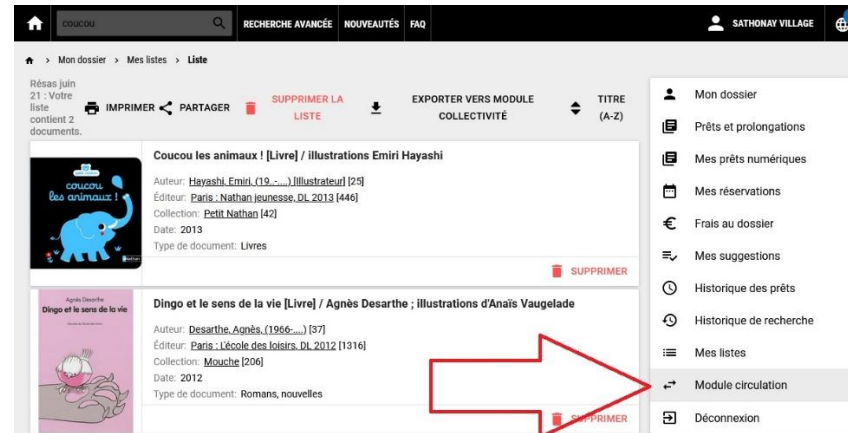 coucou RECHERCHE AVANCÉE NOUVEAUTÉS FAQ SATHONAY VILLAGE
> Mon dossier > Mes listes > Liste
Résas juin
21 : Votre
liste
contient 2
documents.
IMPRIMER PARTAGER
SUPPRIMER LA
LISTE
EXPORTER VERS MODULE
COLLECTIVITÉ
TITRE
(A-Z)
Coucou les animaux ! [Livre] / illustrations Emiri Hayashi
Auteur: Hayashi, Emiri, (19..-....) [Illustrateur] [25]
Éditeur: Paris : Nathan jeunesse, DL 2013 [446]
Collection: Petit Nathan [42]
Date: 2013
Type de document: Livres
SUPPRIMER
coucou
les animaux !
Nathan
Dingo et le sens de la vie [Livre] / Agnès Desarthe ; illustrations d'Anaïs Vaugelade
Auteur: Desarthe, Agnès, (1966-....) [37]
Éditeur: Paris : L'école des loisirs, DL 2012 [1316]
Collection: Mouche [206]
Date: 2012
Type de document: Romans, nouvelles
SUPPRIMER
Agnès Desarthe
Dingo et le sens de la vie
Mon dossier
Prêts et prolongations
Mes prêts numériques
Mes réservations
Frais au dossier
Mes suggestions
Historique des prêts
Historique de recherche
Mes listes
Module circulation
Déconnexion